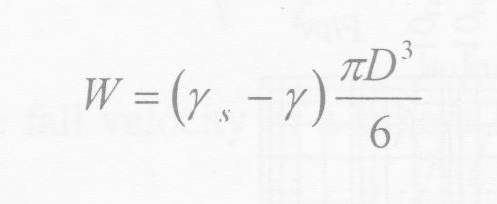 W = (γ_s − γ) πD³/6